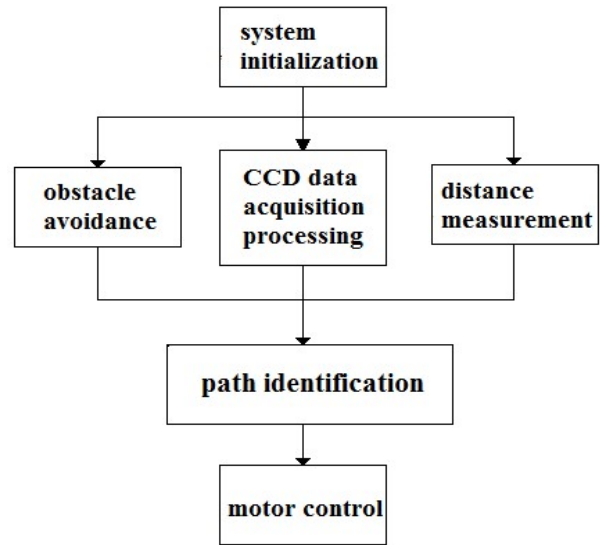 system
initialization
obstacle
avoidance
CCD data
acquisition
processing
distance
measurement
path identification
motor control